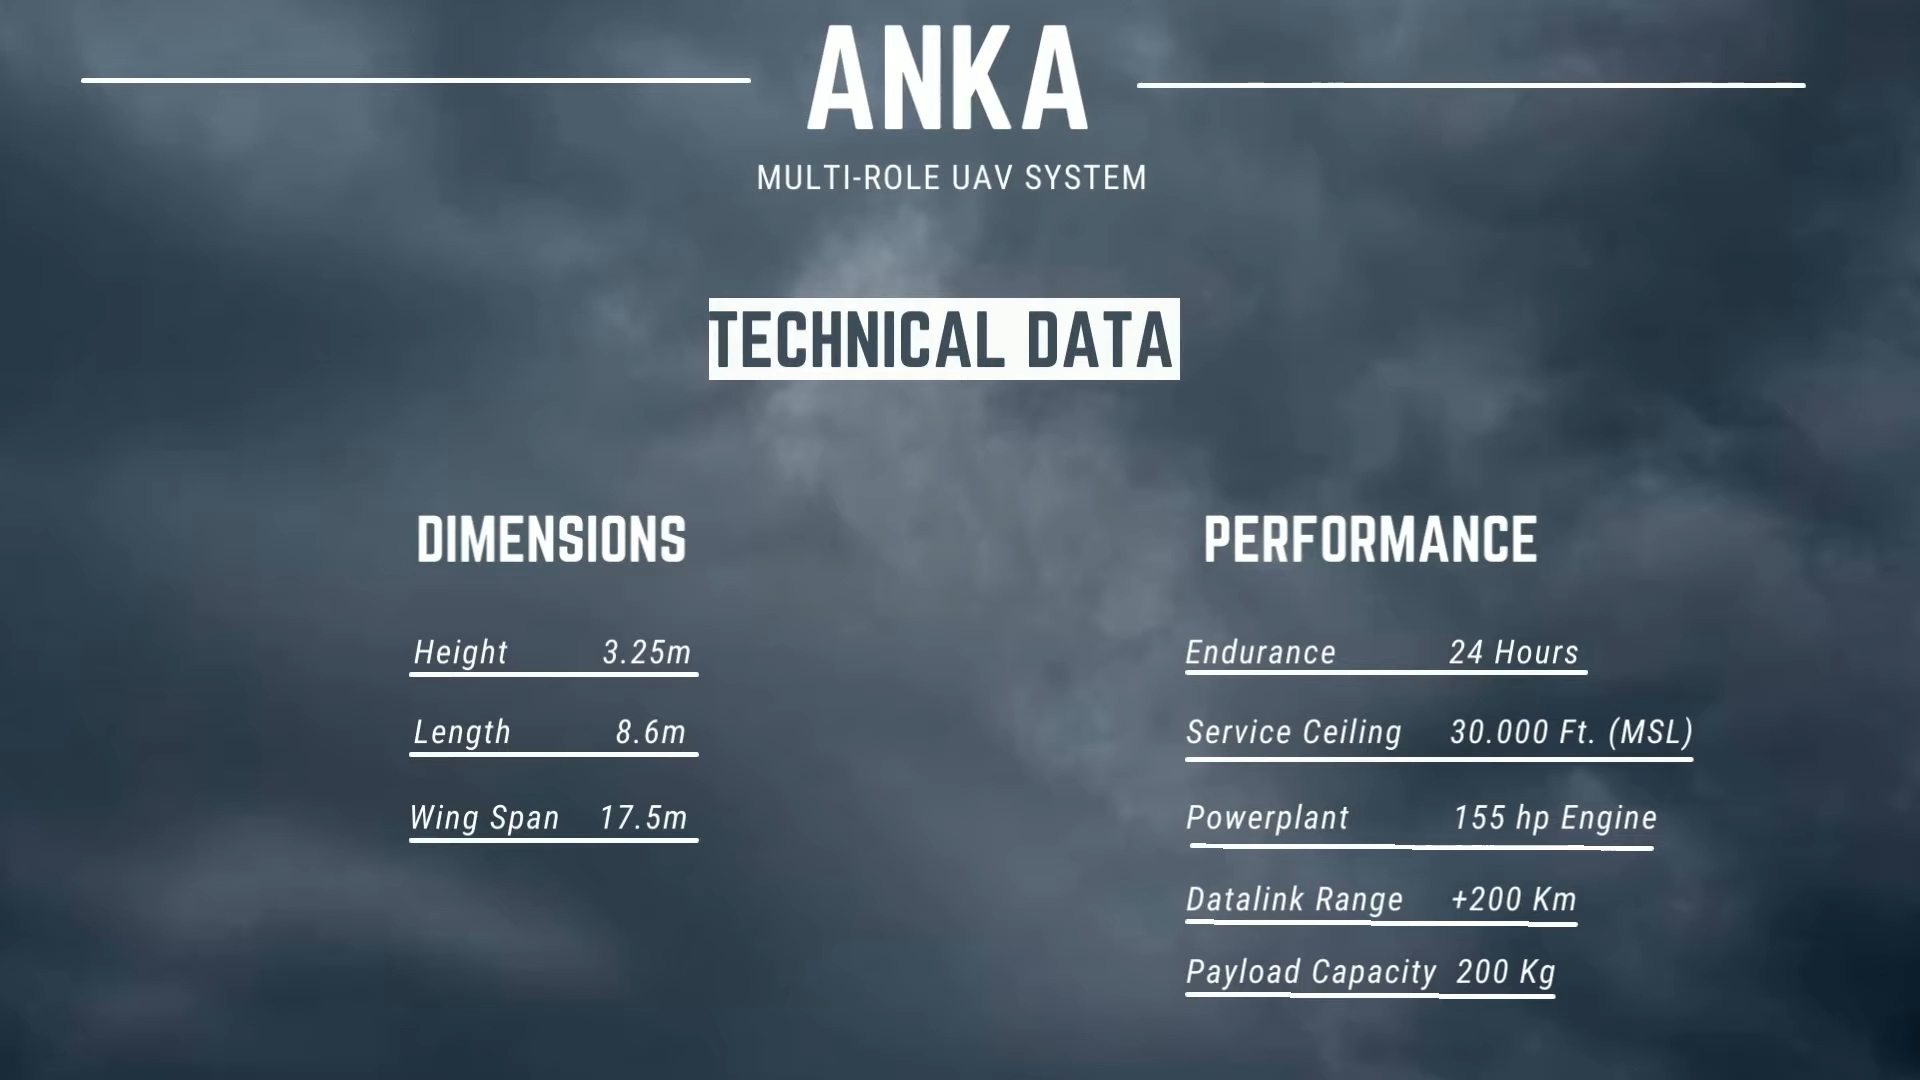 ANKA
MULTI-ROLE UAV SYSTEM
TECHNICAL DATA
DIMENSIONS
Height 3.25m
Length 8.6m
Wing Span 17.5m
PERFORMANCE
Endurance 24 Hours
Service Ceiling 30.000 Ft. (MSL)
Powerplant 155 hp Engine
Datalink Range +200 Km
Payload Capacity 200 Kg